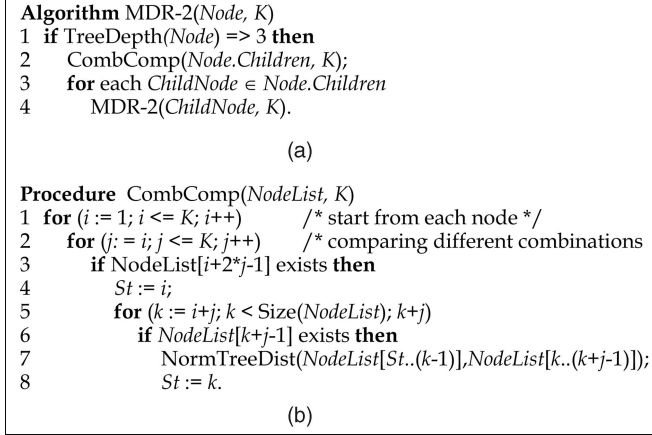 Algorithm MDR-2(Node, K)
1 if TreeDepth(Node) => 3 then
2 CombComp(Node.Children, K);
3 for each ChildNode ∈ Node.Children
4 MDR-2(ChildNode, K).
(a)
Procedure CombComp(NodeList, K)
1 for (i := 1; i <= K; i++) /* start from each node */
2 for (j: = i; j <= K; j++) /* comparing different combinations
3 if NodeList[i+2*j-1] exists then
4 St := i;
5 for (k := i+j; k < Size(NodeList); k+j)
6 if NodeList[k+j-1] exists then
7 NormTreeDist(NodeList[St..(k-1)],NodeList[k..(k+j-1)]);
8 St := k.
(b)